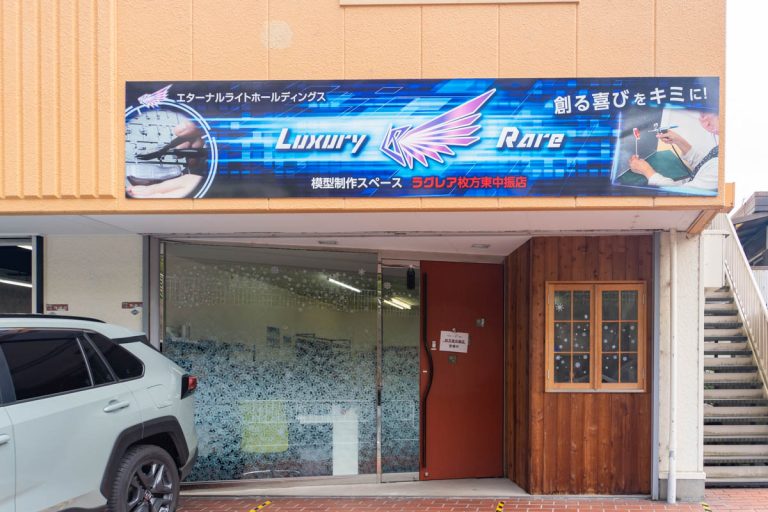 エターナルライトホールディングス
創る喜びをキミに!
Luxury Rare
模型制作スペース ラグレア枚方東中振店